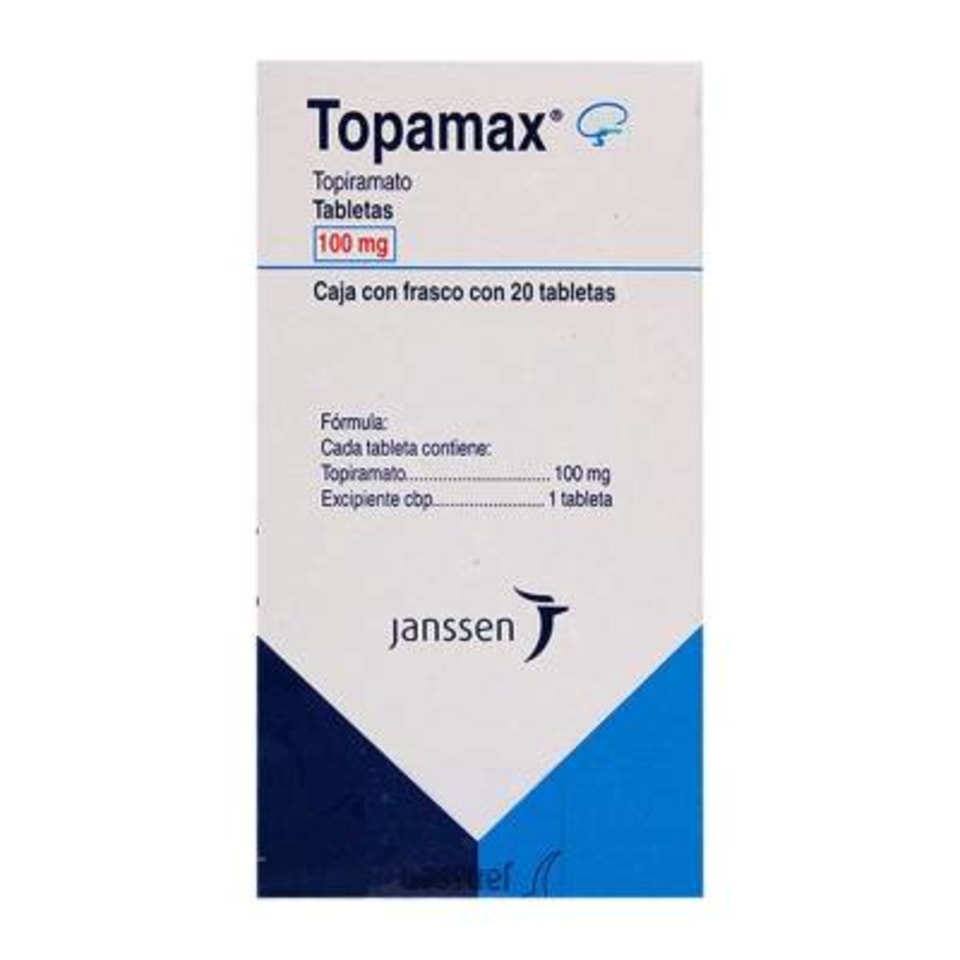 Topamax®
Topiramato
Tabletas
100 mg
Caja con frasco con 20 tabletas
Fórmula:
Cada tableta contiene:
Topiramato............................ 100 mg
Excipiente cbp...................... 1 tableta
janssen